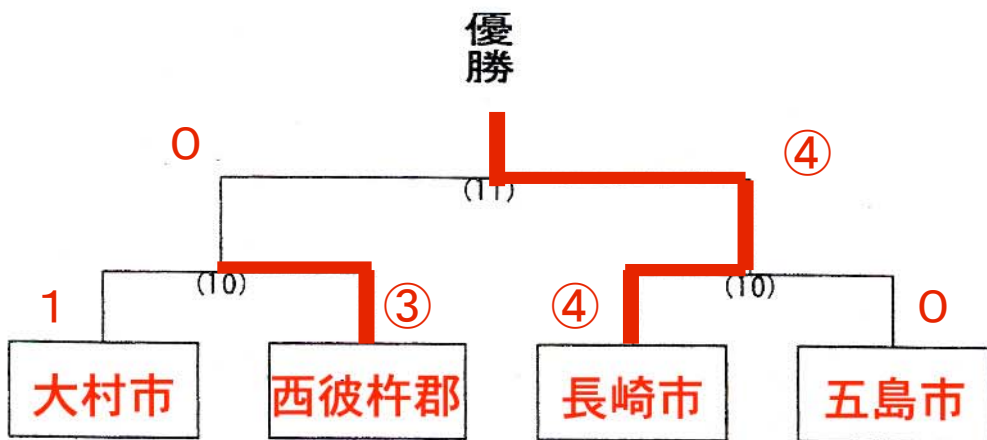 優勝
0 ④
(11)
(10) (10)
1 ③ ④ 0
大村市 西彼杵郡 長崎市 五島市